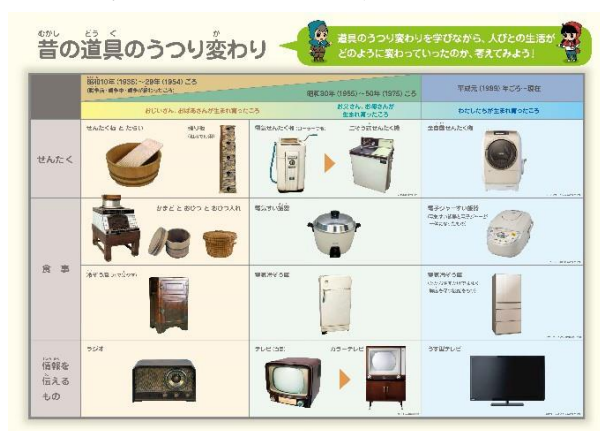 むかし どう ぐ か
昔の道具のうつり変わり
道具のうつり変わりを学びながら、人びとの生活が
どのように変わっていったのか、考えてみよう!
昭和10年(1935)～29年(1954)ごろ
昭和30年(1955)～50年(1975)ごろ
平成元(1989)年ごろ～現在
おじいさん、おばあさんが生まれ育ったころ
お父さん、お母さんが
生まれ育ったころ
わたしたちが生まれ育ったころ
せんたく
せんたく板 と たらい
電気せんたく機
二そう式せんたく機
全自動せんたく機
食事
かまど と おひつ と おひつ入れ
電気すい飯器
電子ジャーすい飯器
冷ぞう庫
電気冷ぞう庫
電気冷ぞう庫
情報を
伝える
もの
ラジオ
テレビ
カラーテレビ
うす型テレビ